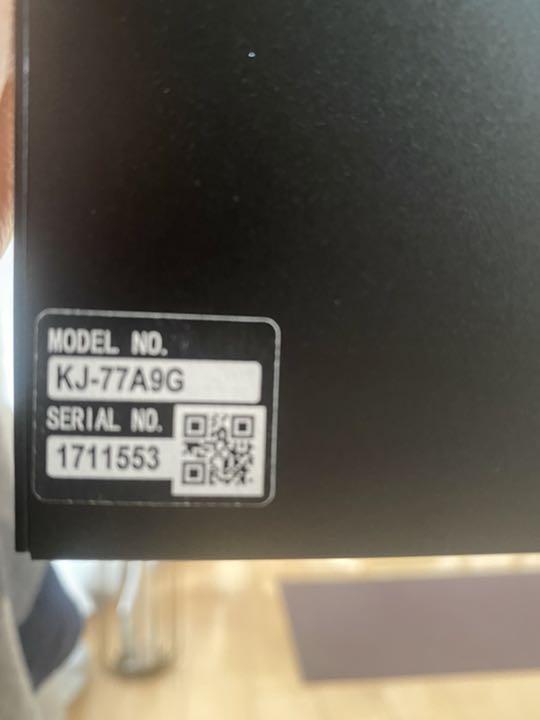 MODEL NO.
KJ-77A9G
SERIAL NO.
1711553